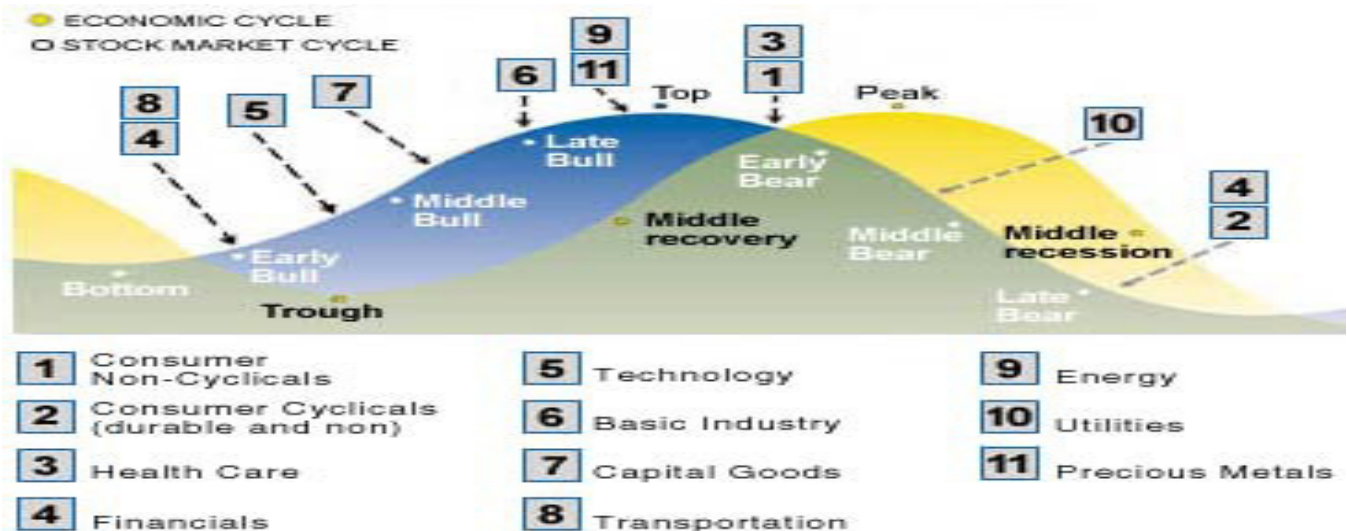 ECONOMIC CYCLE
STOCK MARKET CYCLE
8
4
5
7
6
9
11
Top
3
1
Peak
10
4
2
Late
Bull
Early
Bear
Middle
Bull
Middle
recovery
Middle
Bear
Middle
recession
Early
Bull
Bottom
Trough
Late
Bear
1 Consumer
Non-Cyclicals
2 Consumer Cyclicals
(durable and non)
3 Health Care
4 Financials
5 Technology
6 Basic Industry
7 Capital Goods
8 Transportation
9 Energy
10 Utilities
11 Precious Metals